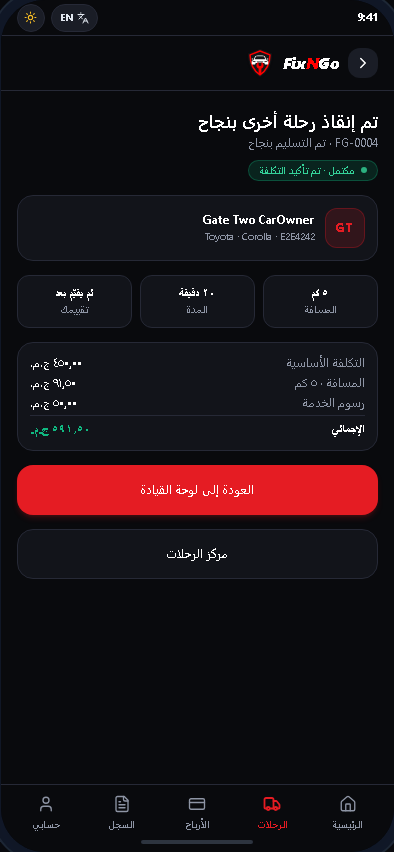 9:41
EN
FixNGo
تم إنقاذ رحلة أخرى بنجاح
FG-0004 · تم التسليم بنجاح
مكتمل · تم تأكيد التكلفة
GT
Gate Two CarOwner
Toyota · Corolla · E2E4242
٥ كم
المسافة
٢٠ دقيقة
المدة
لم يقيّم بعد
تقييمك
التكلفة الأساسية ٤٥٠٫٠٠ ج.م.
المسافة · ٥ كم ٩١٫٥٠ ج.م.
رسوم الخدمة ٥٠٫٠٠ ج.م.
الإجمالي ٥٩١٫٥٠ ج.م.
العودة إلى لوحة القيادة
مركز الرحلات
الرئيسية
الرحلات
الأرباح
السجل
حسابي